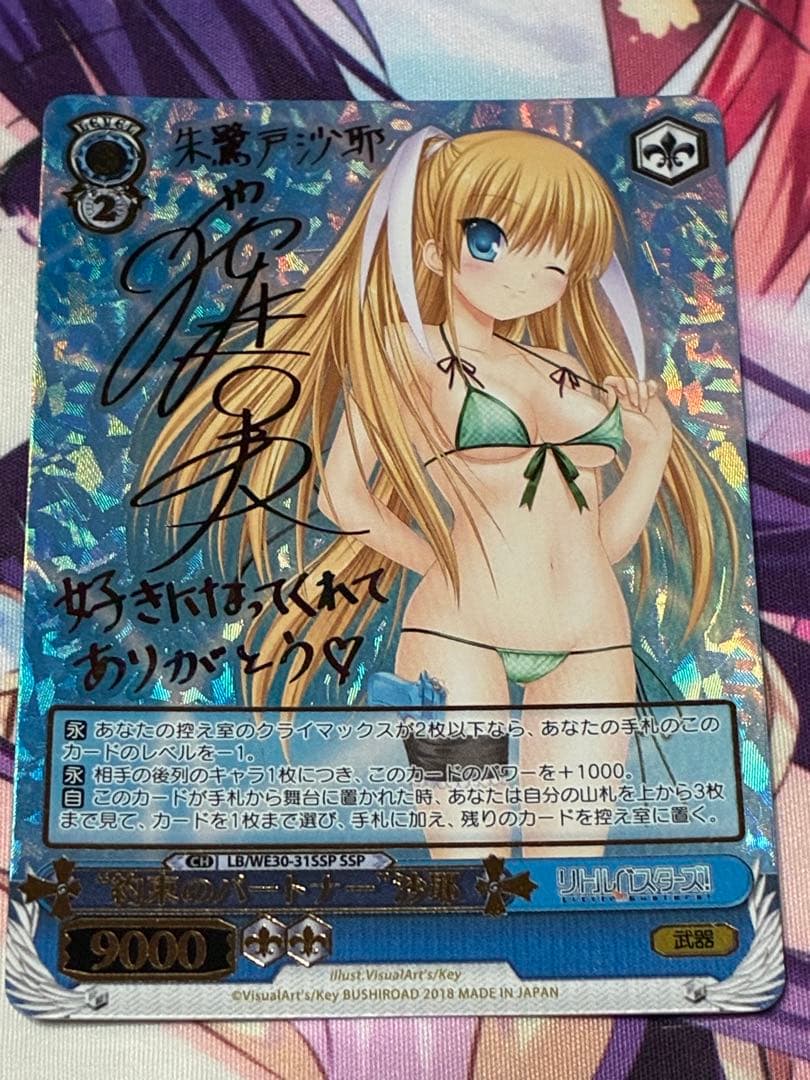 LEVEL
3
2
朱鷺戸沙耶
好きになってくれて
ありがとう♡
永 あなたの控え室のクライマックスが2枚以下なら、あなたの手札のこの
カードのレベルを－1。
永 相手の後列のキャラ1枚につき、このカードのパワーを＋1000。
自 このカードが手札から舞台に置かれた時、あなたは自分の山札を上から3枚
まで見て、カードを1枚まで選び、手札に加え、残りのカードを控え室に置く。
CH LB/WE30-31SSP SSP
“約束のパートナー”沙耶
リトルバスターズ！
Little Busters!
9000
武器
illust.VisualArt's/Key
©VisualArt's/Key BUSHIROAD 2018 MADE IN JAPAN